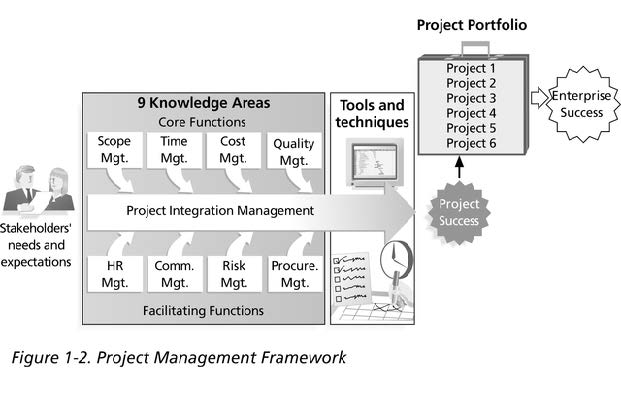 Project Portfolio
Project 1
Project 2
Project 3
Project 4
Project 5
Project 6
Enterprise
Success
9 Knowledge Areas
Core Functions
Scope
Mgt.
Time
Mgt.
Cost
Mgt.
Quality
Mgt.
Tools and
techniques
Project Integration Management
Project
Success
Stakeholders'
needs and
expectations
HR
Mgt.
Comm.
Mgt.
Risk
Mgt.
Procure.
Mgt.
Facilitating Functions
Figure 1-2. Project Management Framework